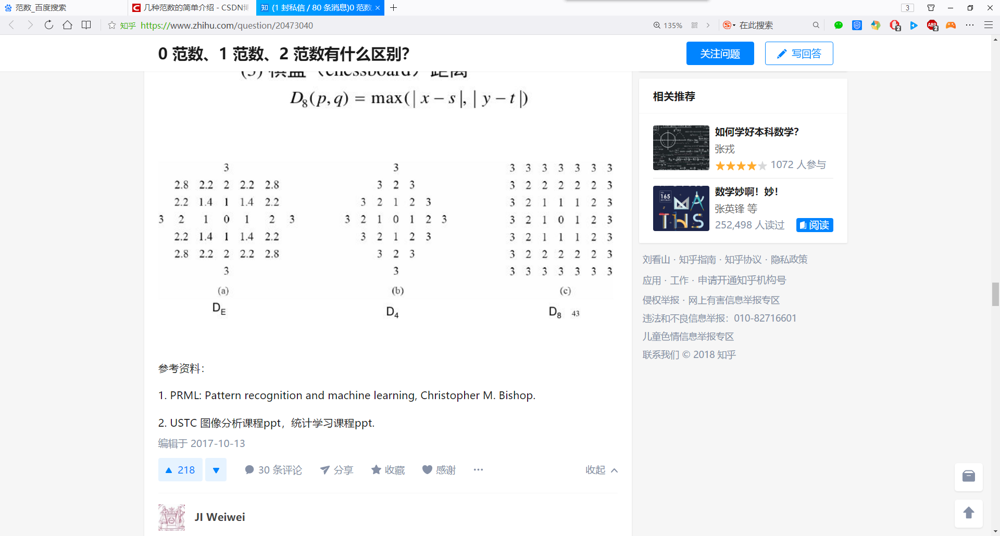 范数_百度搜索
几种范数的简单介绍 - CSDN博
(1 封私信 / 80 条消息)0 范数
3
知乎 https://www.zhihu.com/question/20473040
135%
在此搜索
0 范数、1 范数、2 范数有什么区别?
关注问题
写回答
(3) 棋盘（chessboard）距离
D8(p,q) = max(| x − s |, | y − t |)
3
2.8 2.2 2 2.2 2.8
2.2 1.4 1 1.4 2.2
3 2 1 0 1 2 3
2.2 1.4 1 1.4 2.2
2.8 2.2 2 2.2 2.8
3
(a)
DE
3
3 2 3
3 2 1 2 3
3 2 1 0 1 2 3
3 2 1 2 3
3 2 3
3
(b)
D4
3 3 3 3 3 3 3
3 2 2 2 2 2 3
3 2 1 1 1 2 3
3 2 1 0 1 2 3
3 2 1 1 1 2 3
3 2 2 2 2 2 3
3 3 3 3 3 3 3
(c)
D8 43
参考资料：
1. PRML: Pattern recognition and machine learning, Christopher M. Bishop.
2. USTC 图像分析课程ppt，统计学习课程ppt.
编辑于 2017-10-13
218
30 条评论
分享
收藏
感谢
收起
JI Weiwei
相关推荐
如何学好本科数学？
张戎
1072 人参与
165
MATHS
数学妙啊！妙！
张英锋 等
252,498 人读过
阅读
刘看山 · 知乎指南 · 知乎协议 · 隐私政策
应用 · 工作 · 申请开通知乎机构号
侵权举报 · 网上有害信息举报专区
违法和不良信息举报：010-82716601
儿童色情信息举报专区
联系我们 © 2018 知乎